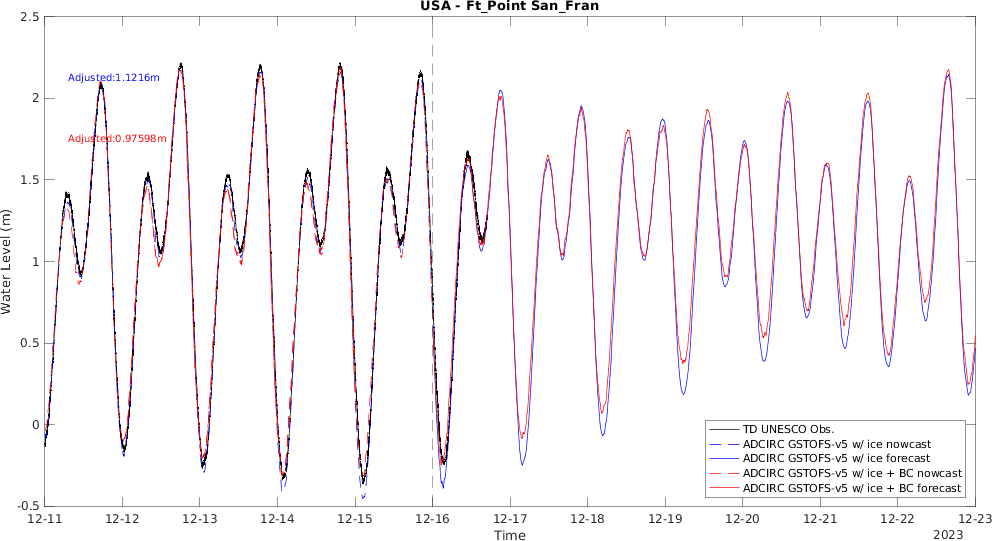 USA - Ft_Point San_Fran
2.5
2
1.5
1
0.5
0
-0.5
Water Level (m)
Adjusted:1.1216m
Adjusted:0.97598m
TD UNESCO Obs.
ADCIRC GSTOFS-v5 w/ ice nowcast
ADCIRC GSTOFS-v5 w/ ice forecast
ADCIRC GSTOFS-v5 w/ ice + BC nowcast
ADCIRC GSTOFS-v5 w/ ice + BC forecast
12-11 12-12 12-13 12-14 12-15 12-16 12-17 12-18 12-19 12-20 12-21 12-22 12-23
Time
2023